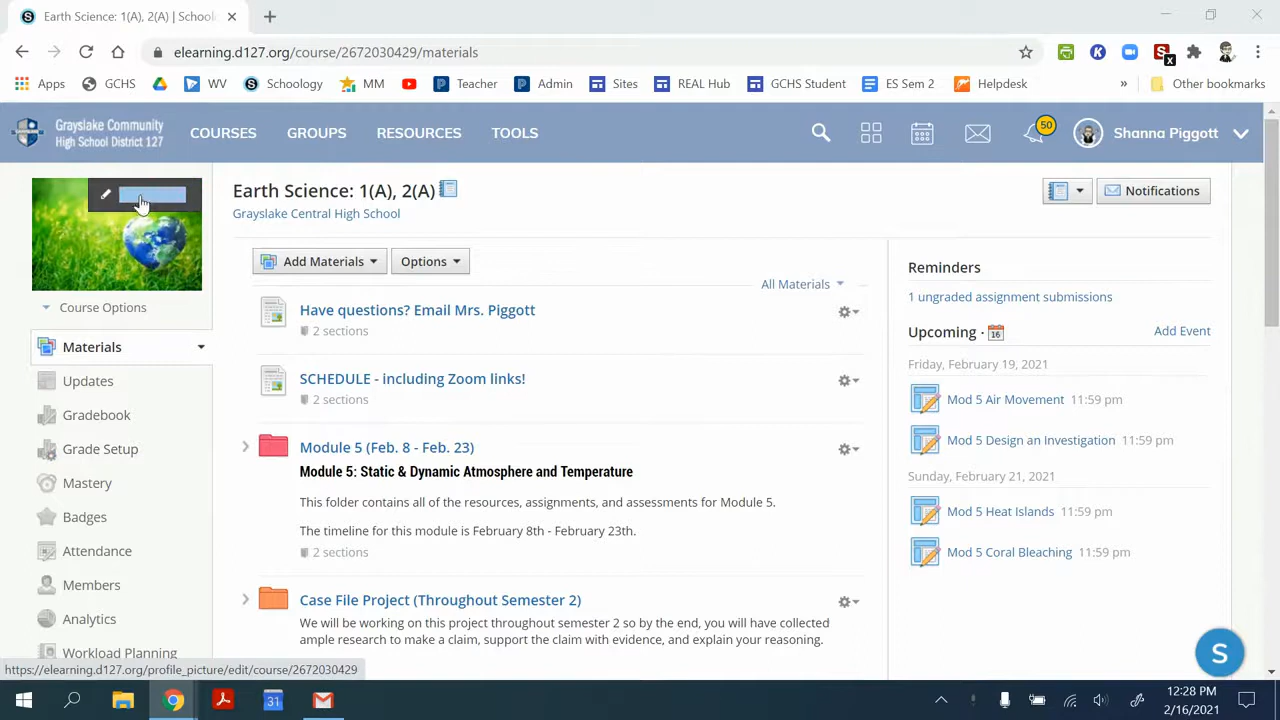 Earth Science: 1(A), 2(A) | Schoolo
elearning.d127.org/course/2672030429/materials
Apps GCHS WV Schoology MM Teacher Admin Sites REAL Hub GCHS Student ES Sem 2 Helpdesk » Other bookmarks
Grayslake Community
High School District 127
COURSES GROUPS RESOURCES TOOLS
50
Shanna Piggott
Earth Science: 1(A), 2(A)
Grayslake Central High School
Notifications
Add Materials Options
All Materials
Course Options
Materials
Updates
Gradebook
Grade Setup
Mastery
Badges
Attendance
Members
Analytics
Workload Planning
Have questions? Email Mrs. Piggott
2 sections
SCHEDULE - including Zoom links!
2 sections
Module 5 (Feb. 8 - Feb. 23)
Module 5: Static & Dynamic Atmosphere and Temperature
This folder contains all of the resources, assignments, and assessments for Module 5.
The timeline for this module is February 8th - February 23th.
2 sections
Case File Project (Throughout Semester 2)
We will be working on this project throughout semester 2 so by the end, you will have collected
ample research to make a claim, support the claim with evidence, and explain your reasoning.
Reminders
1 ungraded assignment submissions
Upcoming · 16 Add Event
Friday, February 19, 2021
Mod 5 Air Movement 11:59 pm
Mod 5 Design an Investigation 11:59 pm
Sunday, February 21, 2021
Mod 5 Heat Islands 11:59 pm
Mod 5 Coral Bleaching 11:59 pm
S
https://elearning.d127.org/profile_picture/edit/course/2672030429
31
12:28 PM
2/16/2021